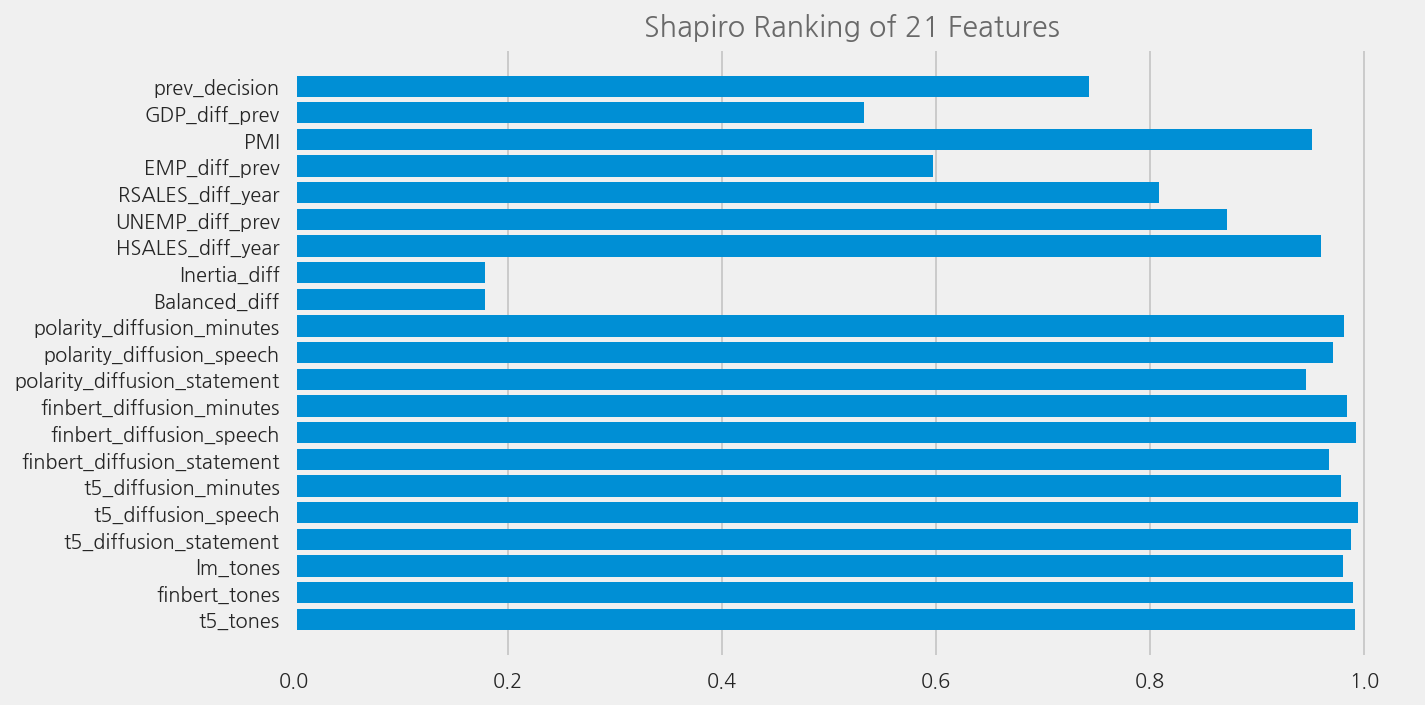 Shapiro Ranking of 21 Features
prev_decision
GDP_diff_prev
PMI
EMP_diff_prev
RSALES_diff_year
UNEMP_diff_prev
HSALES_diff_year
Inertia_diff
Balanced_diff
polarity_diffusion_minutes
polarity_diffusion_speech
polarity_diffusion_statement
finbert_diffusion_minutes
finbert_diffusion_speech
finbert_diffusion_statement
t5_diffusion_minutes
t5_diffusion_speech
t5_diffusion_statement
lm_tones
finbert_tones
t5_tones
0.0 0.2 0.4 0.6 0.8 1.0